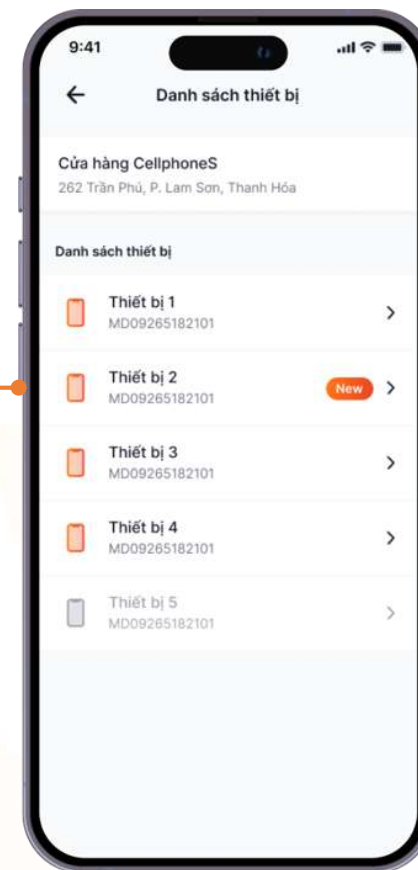 9:41
Danh sách thiết bị
Cửa hàng CellphoneS
262 Trần Phú, P. Lam Sơn, Thanh Hóa
Danh sách thiết bị
Thiết bị 1
MD09265182101
Thiết bị 2
MD09265182101
New
Thiết bị 3
MD09265182101
Thiết bị 4
MD09265182101
Thiết bị 5
MD09265182101